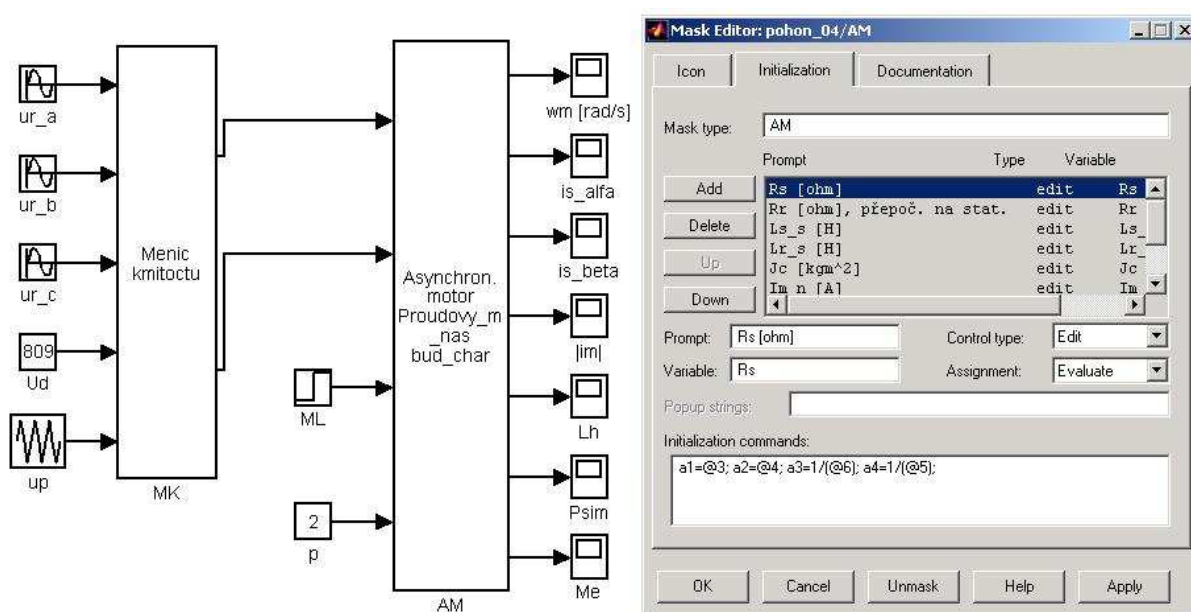 ur_a
ur_b
ur_c
809
Ud
up
Menic
kmitoctu
MK
ML
2
p
Asynchron.
motor
Proudovy_m
_nas
bud_char
AM
wm [rad/s]
is_alfa
is_beta
|im|
Lh
Psim
Me
Mask Editor: pohon_04/AM
Icon Initialization Documentation
Mask type: AM
Prompt Type Variable
Add
Delete
Up
Down
Rs [ohm] edit Rs
Rr [ohm], přepoč. na stat. edit Rr
Ls_s [H] edit Ls_
Lr_s [H] edit Lr_
Jc [kgm^2] edit Jc
Im n [A] edit Im
Prompt: Rs [ohm] Control type: Edit
Variable: Rs Assignment: Evaluate
Popup strings:
Initialization commands:
a1=@3; a2=@4; a3=1/(@6); a4=1/(@5);
OK Cancel Unmask Help Apply